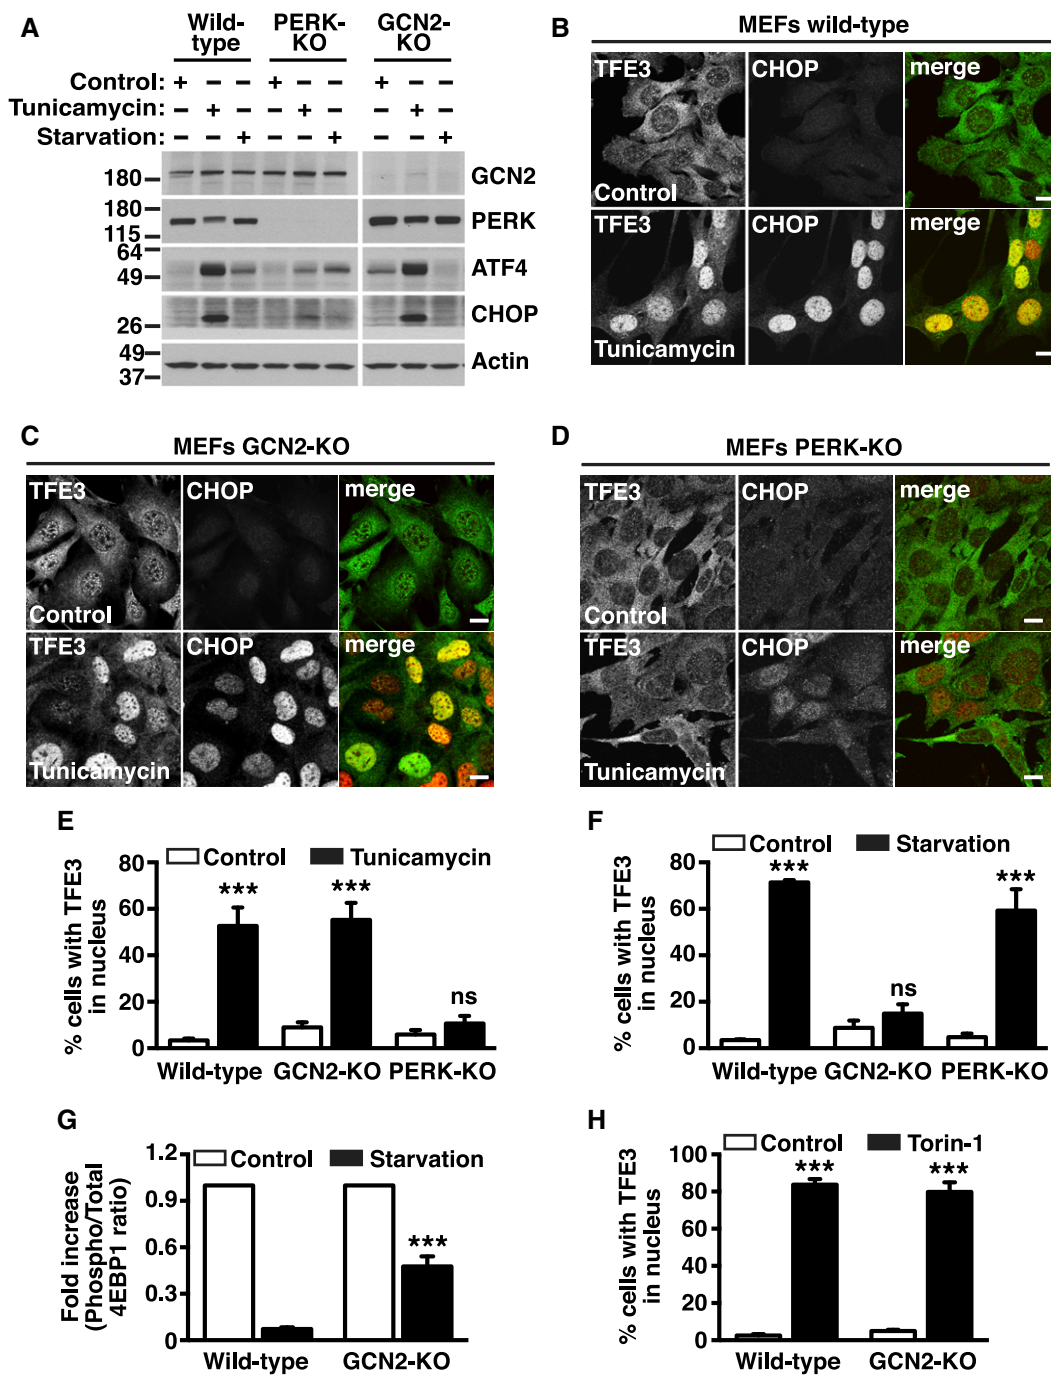 A
Wild-type PERK-KO GCN2-KO
Control: + – – + – – + – –
Tunicamycin: – + – – + – – + –
Starvation: – – + – – + – – +
180 GCN2
180
115 PERK
64
49 ATF4
26 CHOP
49
37 Actin
B
MEFs wild-type
TFE3 CHOP merge
Control
TFE3 CHOP merge
Tunicamycin
C
MEFs GCN2-KO
TFE3 CHOP merge
Control
TFE3 CHOP merge
Tunicamycin
D
MEFs PERK-KO
TFE3 CHOP merge
Control
TFE3 CHOP merge
Tunicamycin
E
Control Tunicamycin
% cells with TFE3
in nucleus
80
60
40
20
0
*** *** ns
Wild-type GCN2-KO PERK-KO
F
Control Starvation
% cells with TFE3
in nucleus
80
60
40
20
0
*** ns ***
Wild-type GCN2-KO PERK-KO
G
Control Starvation
Fold increase
(Phospho/Total
4EBP1 ratio)
1.2
0.9
0.6
0.3
0
***
Wild-type GCN2-KO
H
Control Torin-1
% cells with TFE3
in nucleus
100
80
60
40
20
0
*** ***
Wild-type GCN2-KO